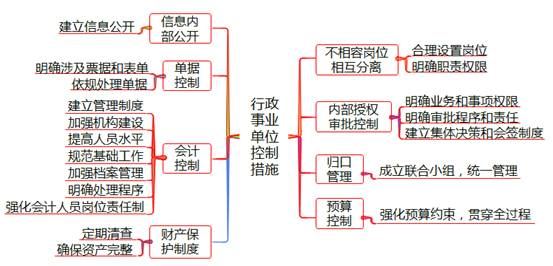 行政
事业
单位
控制
措施
信息内
部公开
建立信息公开
单据
控制
明确涉及票据和表单
依规处理单据
会计
控制
建立管理制度
加强机构建设
提高人员水平
规范基础工作
加强档案管理
明确处理程序
强化会计人员岗位责任制
财产保
护制度
定期清查
确保资产完整
不相容岗位
相互分离
合理设置岗位
明确职责权限
内部授权
审批控制
明确业务和事项权限
明确审批程序和责任
建立集体决策和会签制度
归口
管理
成立联合小组，统一管理
预算
控制
强化预算约束，贯穿全过程